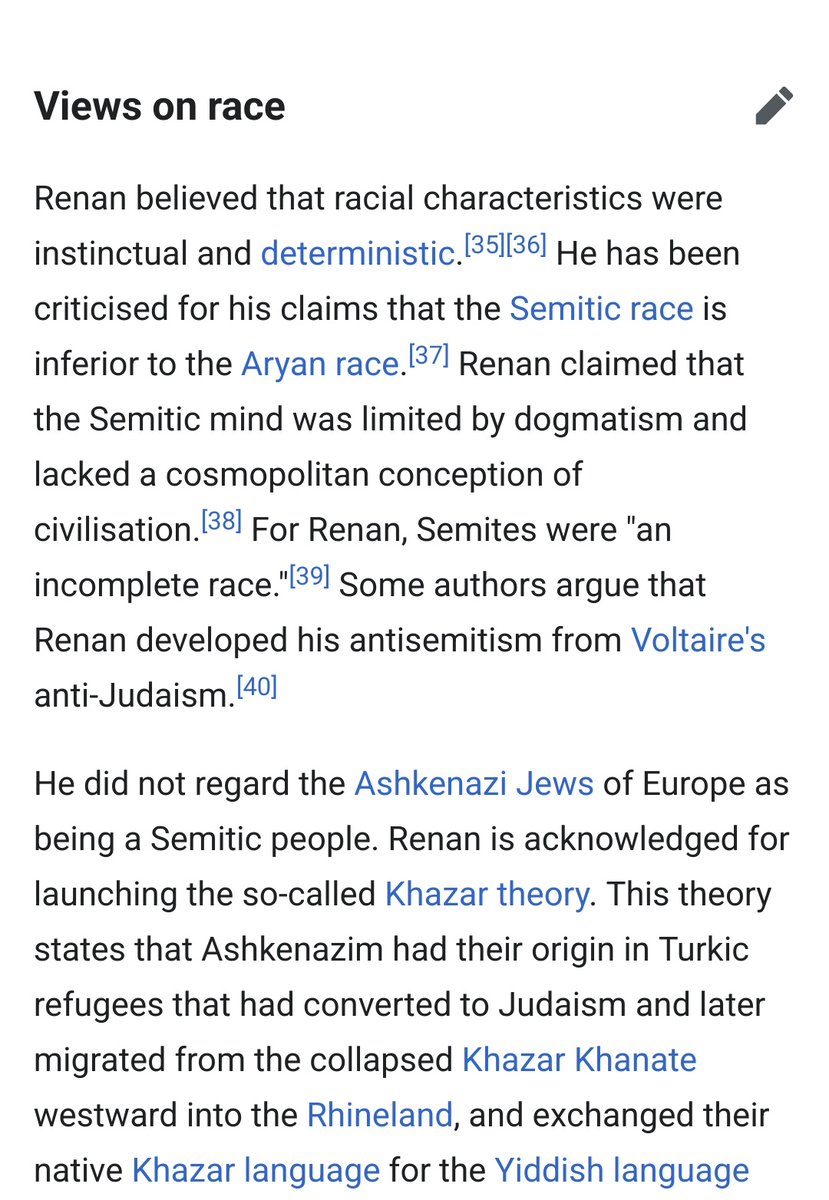 Views on race
Renan believed that racial characteristics were
instinctual and deterministic.[35][36] He has been
criticised for his claims that the Semitic race is
inferior to the Aryan race.[37] Renan claimed that
the Semitic mind was limited by dogmatism and
lacked a cosmopolitan conception of
civilisation.[38] For Renan, Semites were "an
incomplete race."[39] Some authors argue that
Renan developed his antisemitism from Voltaire's
anti-Judaism.[40]
He did not regard the Ashkenazi Jews of Europe as
being a Semitic people. Renan is acknowledged for
launching the so-called Khazar theory. This theory
states that Ashkenazim had their origin in Turkic
refugees that had converted to Judaism and later
migrated from the collapsed Khazar Khanate
westward into the Rhineland, and exchanged their
native Khazar language for the Yiddish language